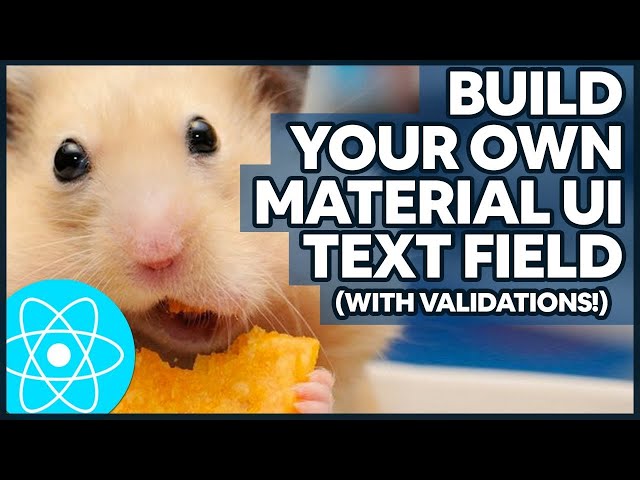 BUILD
YOUR OWN
MATERIAL UI
TEXT FIELD
(WITH VALIDATIONS!)